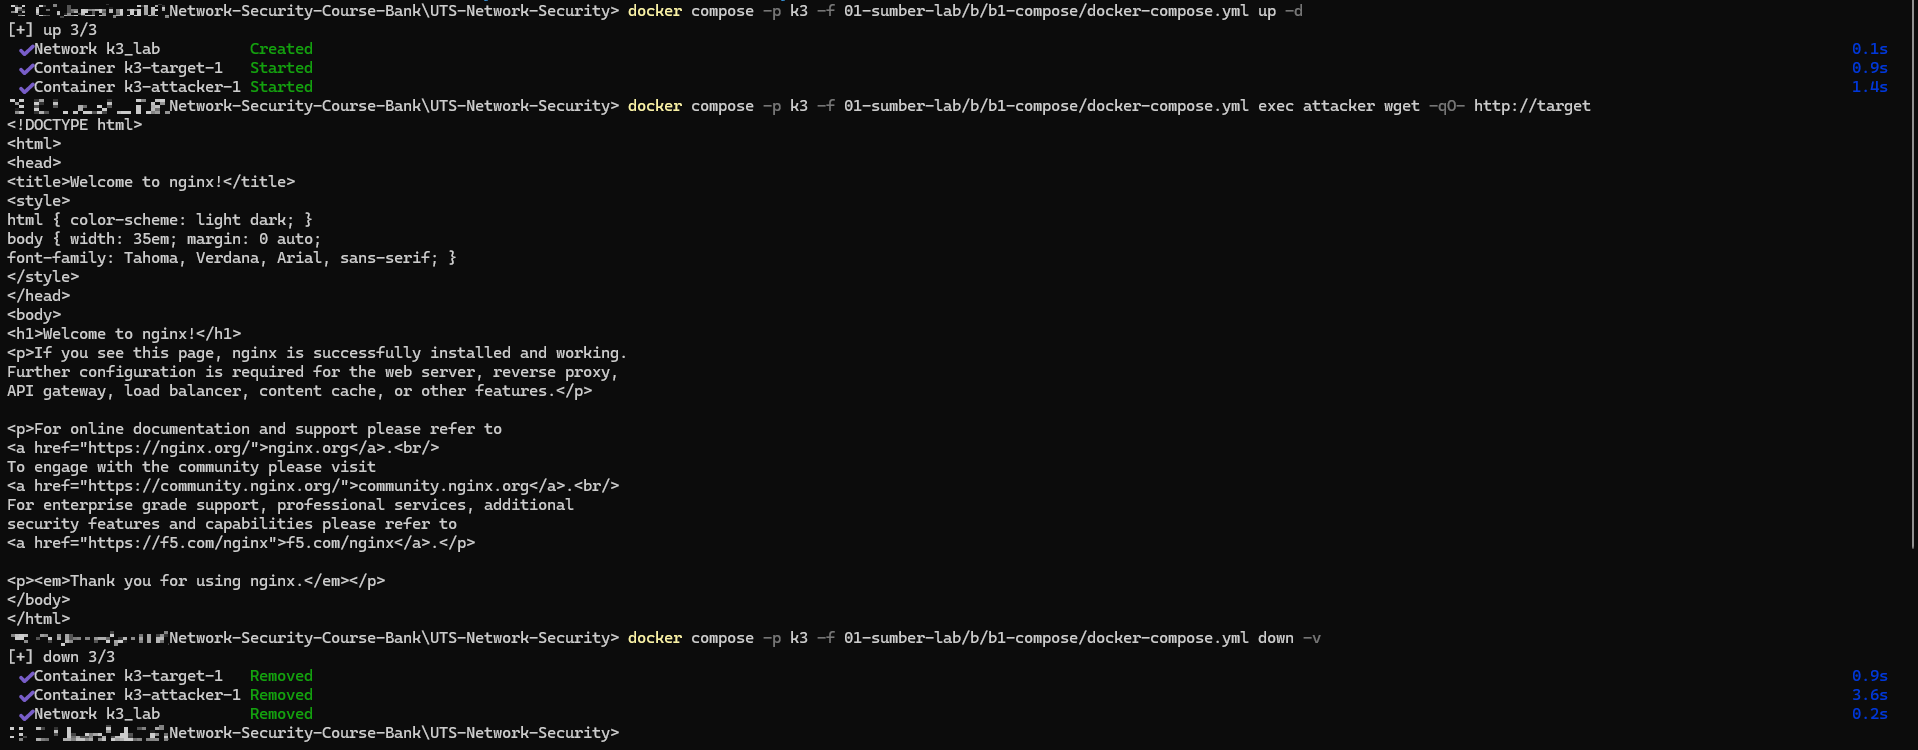 Network-Security-Course-Bank\UTS-Network-Security> docker compose -p k3 -f 01-sumber-lab/b/b1-compose/docker-compose.yml up -d
[+] up 3/3
✔Network k3_lab Created 0.1s
✔Container k3-target-1 Started 0.9s
✔Container k3-attacker-1 Started 1.4s
Network-Security-Course-Bank\UTS-Network-Security> docker compose -p k3 -f 01-sumber-lab/b/b1-compose/docker-compose.yml exec attacker wget -qO- http://target
<!DOCTYPE html>
<html>
<head>
<title>Welcome to nginx!</title>
<style>
html { color-scheme: light dark; }
body { width: 35em; margin: 0 auto;
font-family: Tahoma, Verdana, Arial, sans-serif; }
</style>
</head>
<body>
<h1>Welcome to nginx!</h1>
<p>If you see this page, nginx is successfully installed and working.
Further configuration is required for the web server, reverse proxy,
API gateway, load balancer, content cache, or other features.</p>

<p>For online documentation and support please refer to
<a href="https://nginx.org/">nginx.org</a>.<br/>
To engage with the community please visit
<a href="https://community.nginx.org/">community.nginx.org</a>.<br/>
For enterprise grade support, professional services, additional
security features and capabilities please refer to
<a href="https://f5.com/nginx">f5.com/nginx</a>.</p>

<p><em>Thank you for using nginx.</em></p>
</body>
</html>
Network-Security-Course-Bank\UTS-Network-Security> docker compose -p k3 -f 01-sumber-lab/b/b1-compose/docker-compose.yml down -v
[+] down 3/3
✔Container k3-target-1 Removed 0.9s
✔Container k3-attacker-1 Removed 3.6s
✔Network k3_lab Removed 0.2s
Network-Security-Course-Bank\UTS-Network-Security>